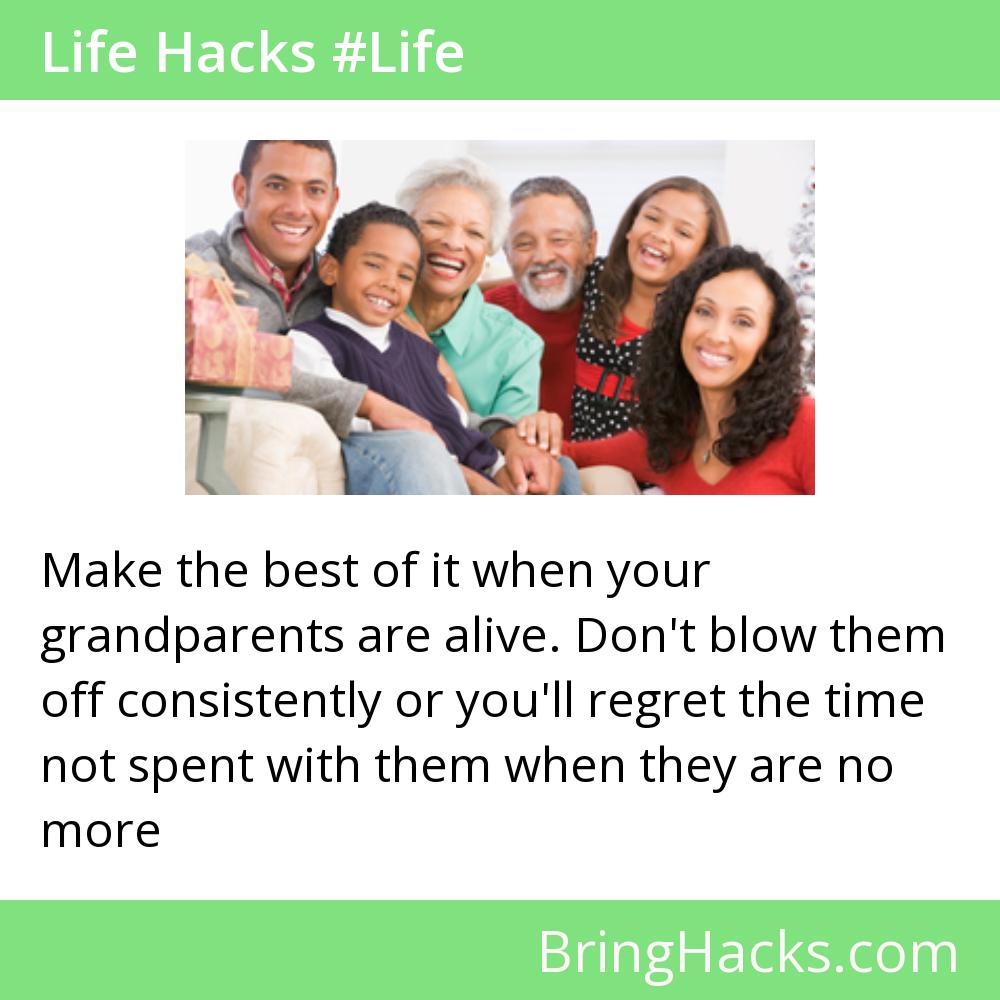 Life Hacks #Life
Make the best of it when your
grandparents are alive. Don't blow them
off consistently or you'll regret the time
not spent with them when they are no
more
BringHacks.com